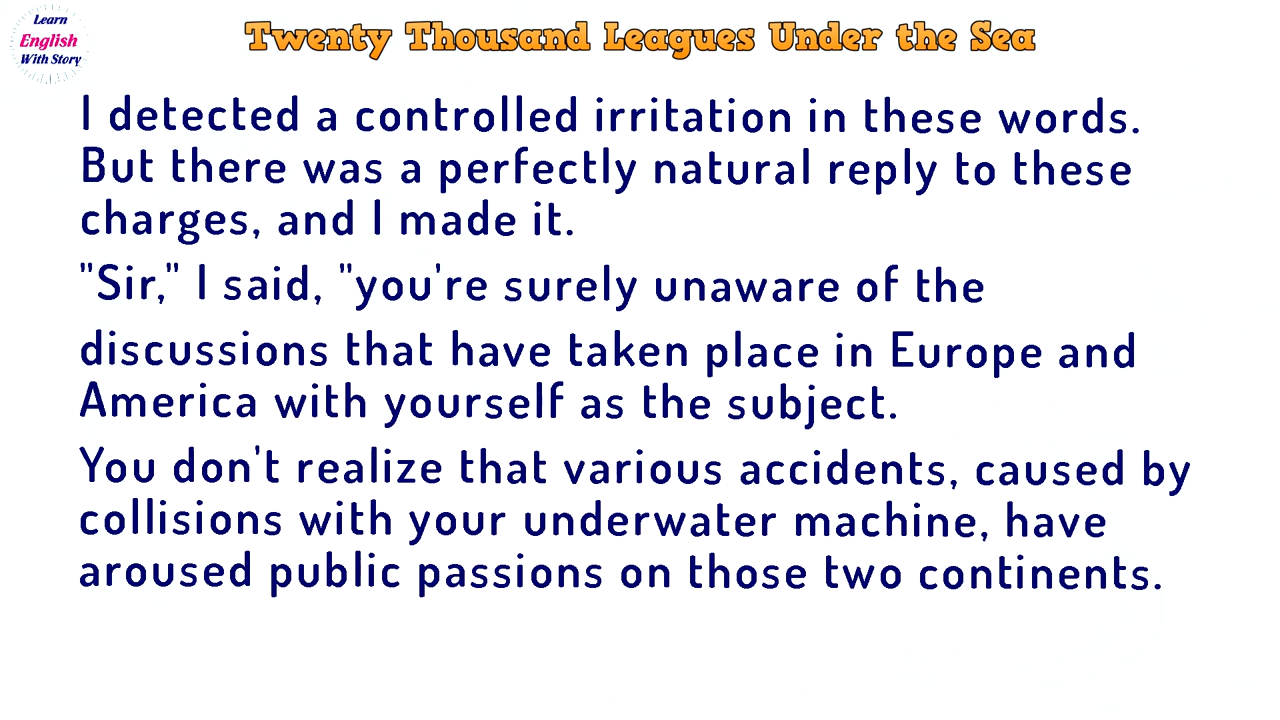 Learn
English
With Story
Twenty Thousand Leagues Under the Sea
I detected a controlled irritation in these words.
But there was a perfectly natural reply to these
charges, and I made it.
"Sir," I said, "you're surely unaware of the
discussions that have taken place in Europe and
America with yourself as the subject.
You don't realize that various accidents, caused by
collisions with your underwater machine, have
aroused public passions on those two continents.